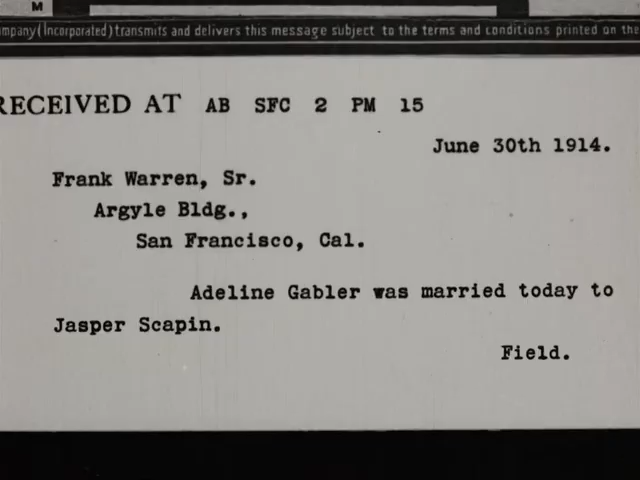 M
mpany (Incorporated) transmits and delivers this message subject to the terms and conditions printed on the
RECEIVED AT AB SFC 2 PM 15
June 30th 1914.
Frank Warren, Sr.
Argyle Bldg.,
San Francisco, Cal.
Adeline Gabler was married today to
Jasper Scapin.
Field.